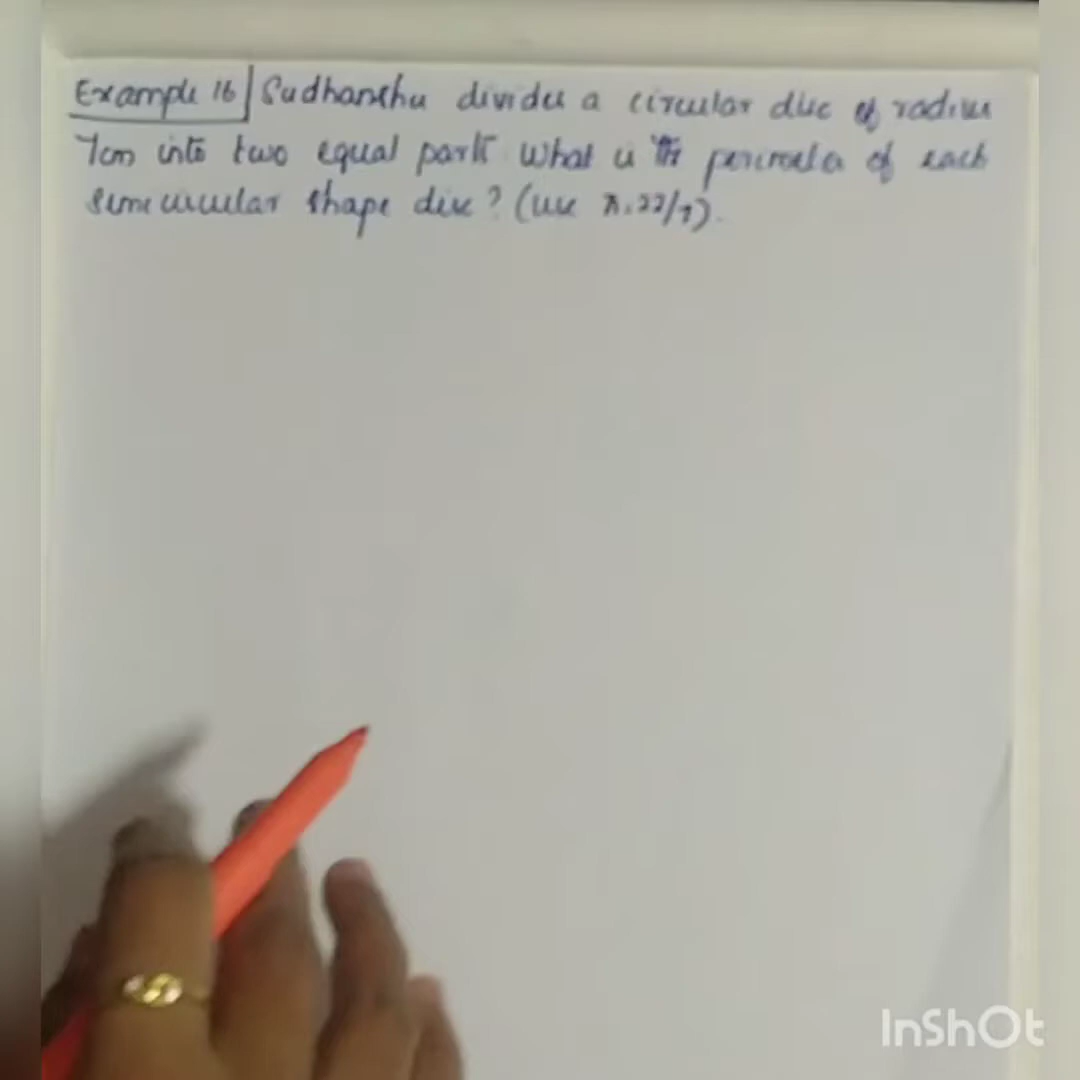 Example 16 Sudhanshu divides a circular disc of radius
7cm into two equal parts what is the perimeter of each
semicircular shape disc? (use π=22/7).
InShOt